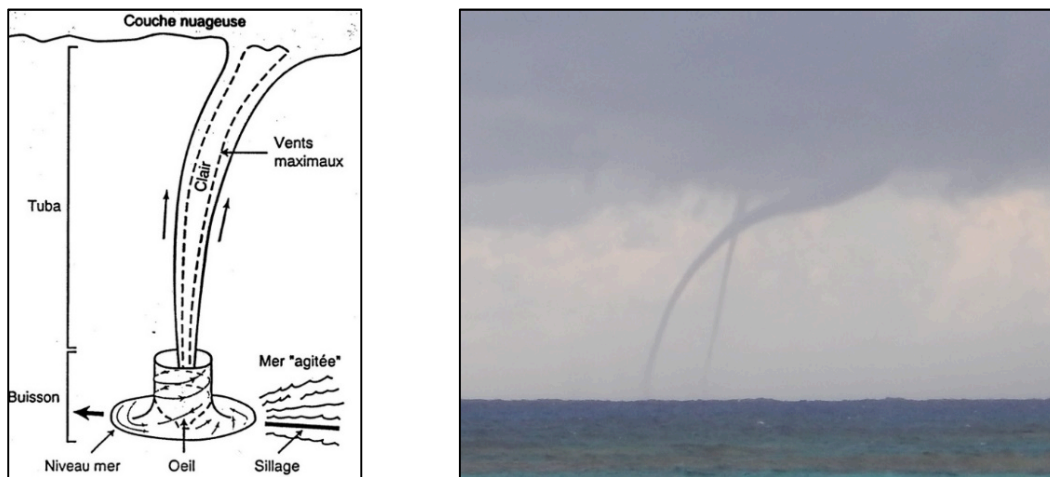 Couche nuageuse
Vents
maximaux
Clair
Tuba
Mer "agitée"
Buisson
Niveau mer
Oeil
Sillage